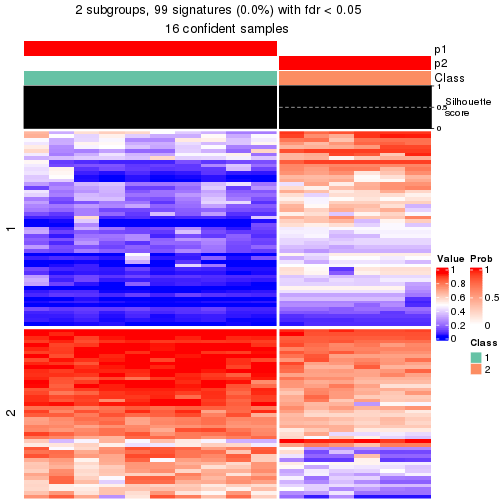 2 subgroups, 99 signatures (0.0%) with fdr < 0.05
16 confident samples
p1
p2
Class
1
0.5
0
Silhouette
score
1
2
Value
1
0.8
0.6
0.4
0.2
0
Prob
1
0.5
0
Class
1
2